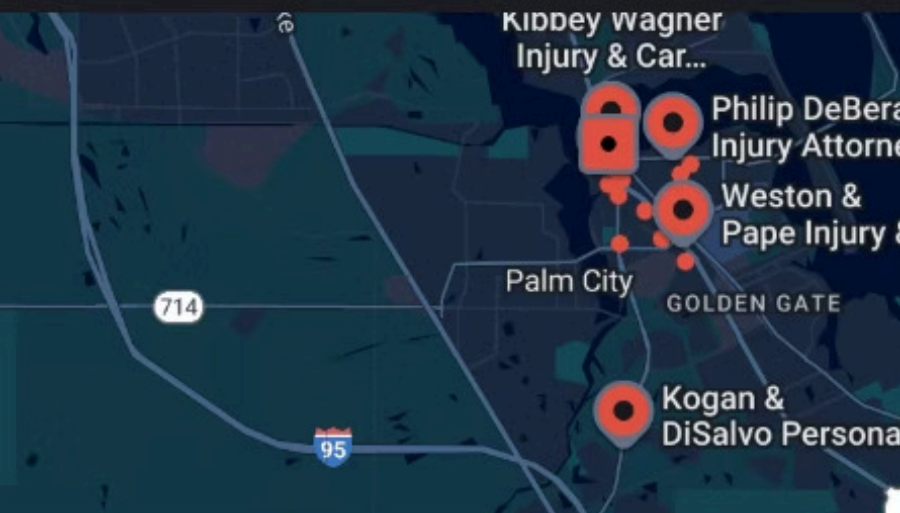 Kibbey Wagner
Injury & Car...
Philip DeBera
Injury Attorne
Weston &
Pape Injury &
Palm City
714
GOLDEN GATE
Kogan &
DiSalvo Persona
95